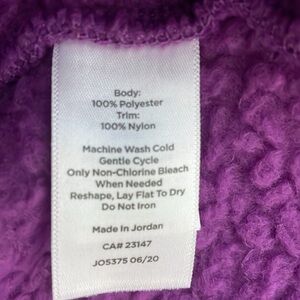 Body:
100% Polyester
Trim:
100% Nylon
Machine Wash Cold
Gentle Cycle
Only Non-Chlorine Bleach
When Needed
Reshape, Lay Flat To Dry
Do Not Iron
Made In Jordan
CA# 23147
JO5375 06/20